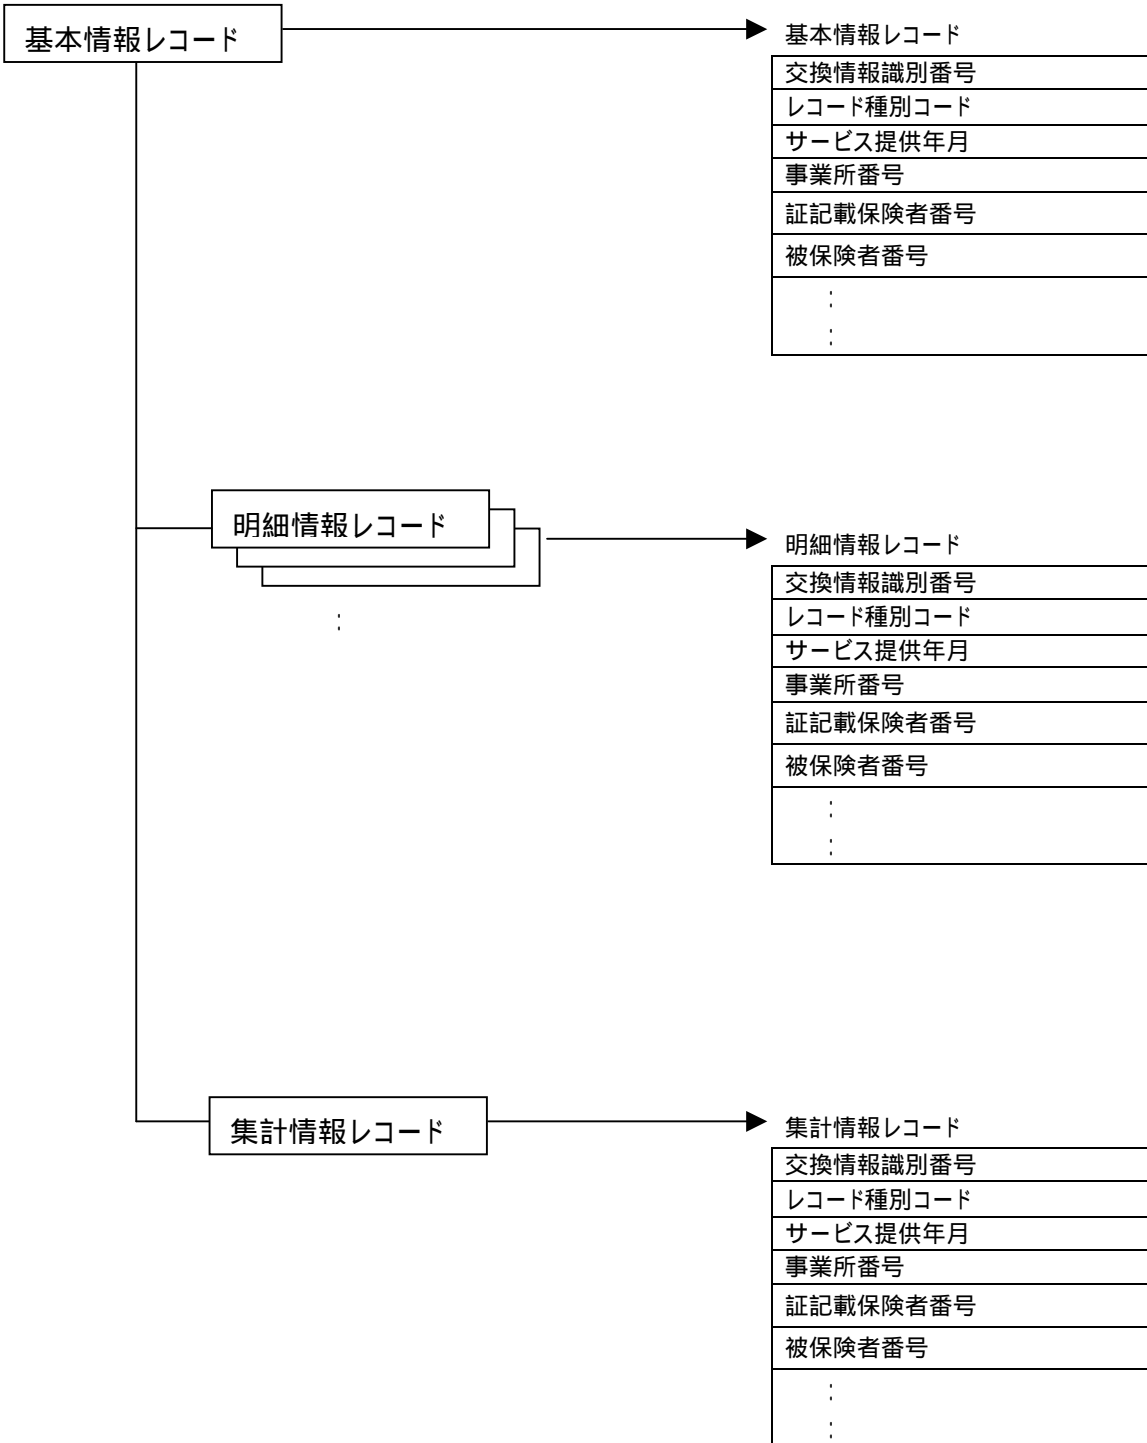 基本情報レコード
基本情報レコード
交換情報識別番号
レコード種別コード
サービス提供年月
事業所番号
証記載保険者番号
被保険者番号
:
:
明細情報レコード
:
明細情報レコード
交換情報識別番号
レコード種別コード
サービス提供年月
事業所番号
証記載保険者番号
被保険者番号
:
:
集計情報レコード
集計情報レコード
交換情報識別番号
レコード種別コード
サービス提供年月
事業所番号
証記載保険者番号
被保険者番号
:
: